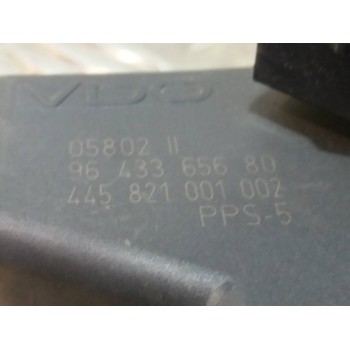 VDO
05802 II
96 433 656 80
445 821 001 002
PPS-5